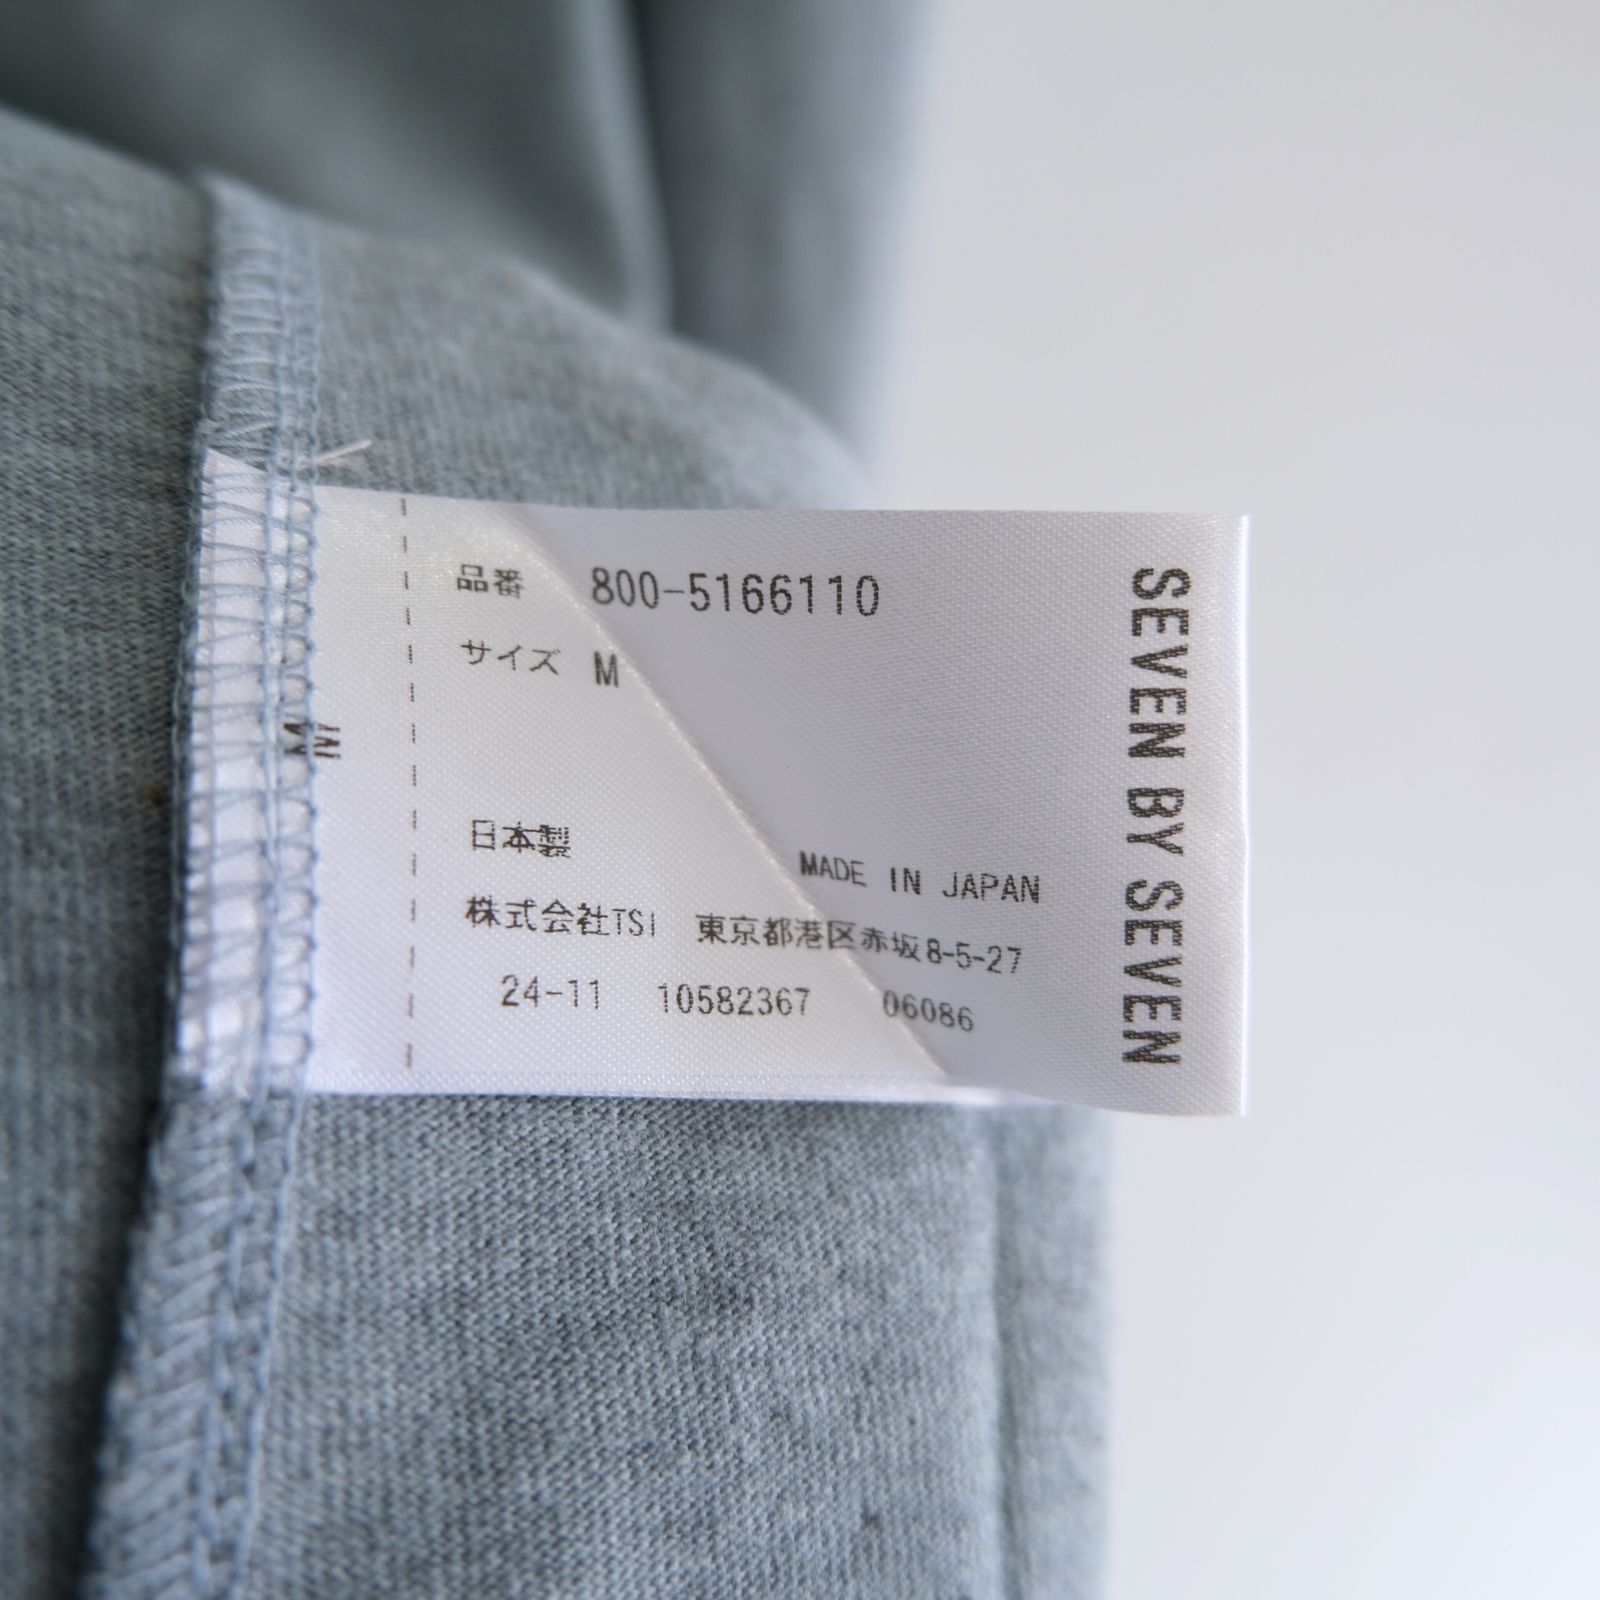 品番 800-5166110
サイズ M
日本製 MADE IN JAPAN
株式会社TSI 東京都港区赤坂8-5-27
24-11 10582367 06086
SEVEN BY SEVEN
M